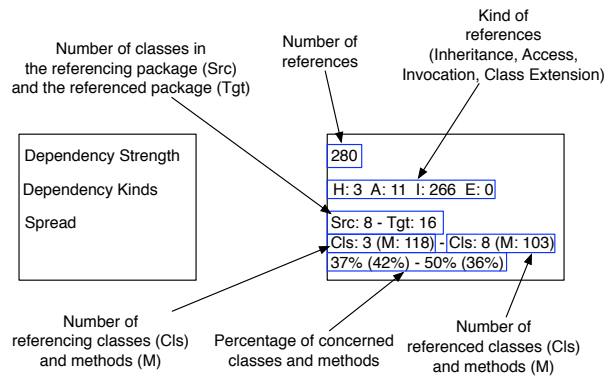 Number of classes in
the referencing package (Src)
and the referenced package (Tgt)
Number of
references
Kind of
references
(Inheritance, Access,
Invocation, Class Extension)
Dependency Strength
280
Dependency Kinds
H: 3 A: 11 I: 266 E: 0
Spread
Src: 8 - Tgt: 16
Cls: 3 (M: 118) - Cls: 8 (M: 103)
37% (42%) - 50% (36%)
Number of
referencing classes (Cls)
and methods (M)
Percentage of concerned
classes and methods
Number of
referenced classes (Cls)
and methods (M)